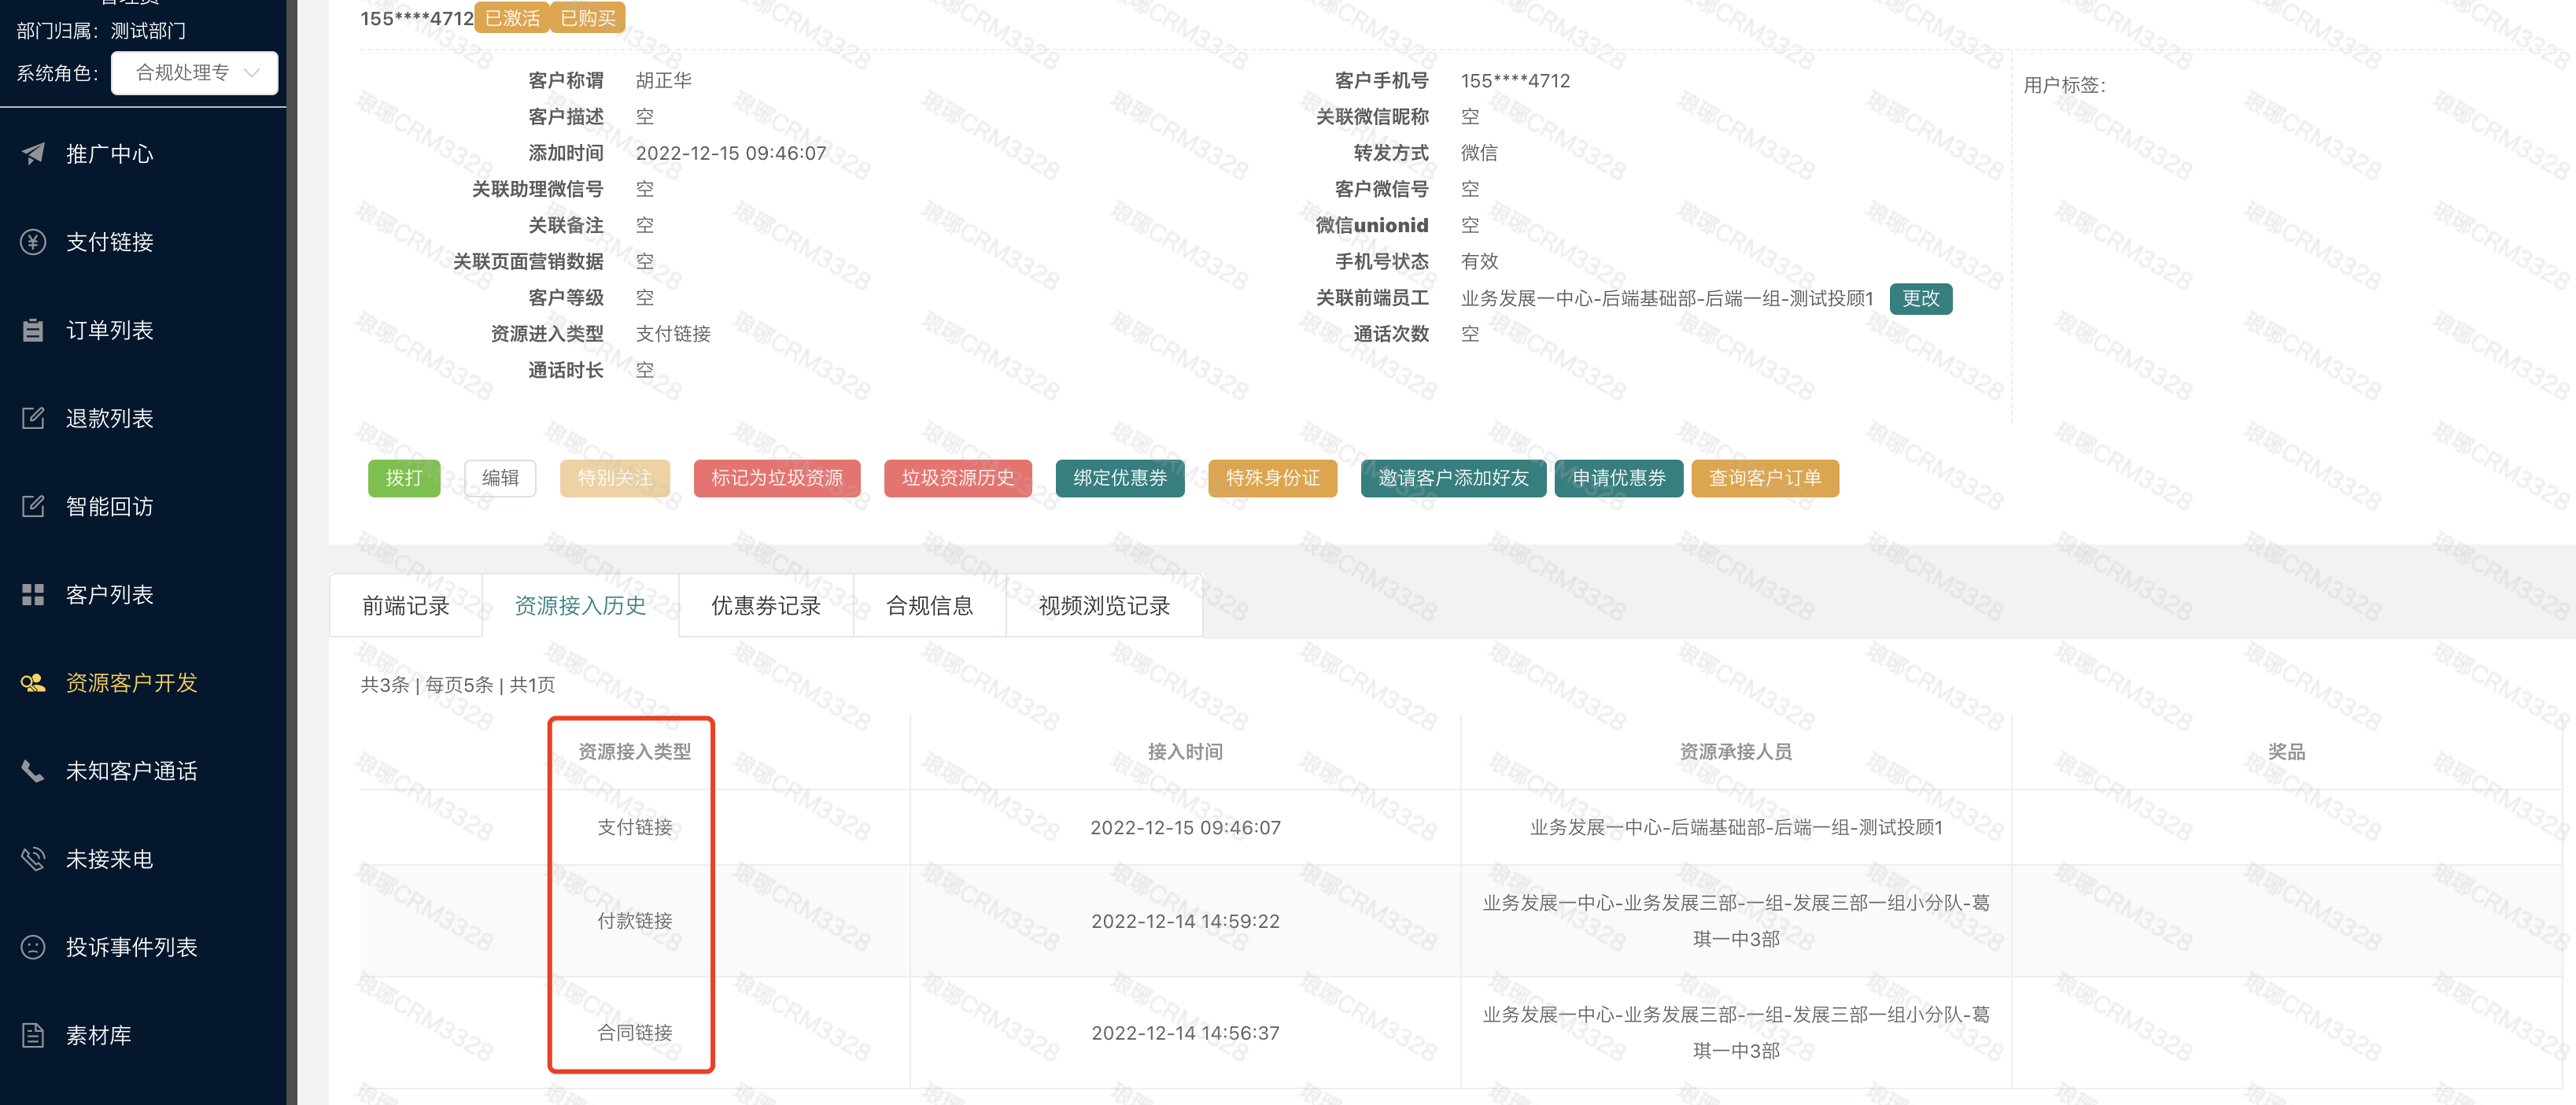 部门归属：测试部门
系统角色：合规处理专
推广中心
支付链接
订单列表
退款列表
智能回访
客户列表
资源客户开发
未知客户通话
未接来电
投诉事件列表
素材库
155****4712 已激活 已购买
客户称谓 胡正华
客户手机号 155****4712
用户标签：
客户描述 空
关联微信昵称 空
添加时间 2022-12-15 09:46:07
转发方式 微信
关联助理微信号 空
客户微信号 空
关联备注 空
微信unionid 空
关联页面营销数据 空
手机号状态 有效
客户等级 空
关联前端员工 业务发展一中心-后端基础部-后端一组-测试投顾1 更改
资源进入类型 支付链接
通话次数 空
通话时长 空
拨打 编辑 特别关注 标记为垃圾资源 垃圾资源历史 绑定优惠券 特殊身份证 邀请客户添加好友 申请优惠券 查询客户订单
前端记录 资源接入历史 优惠券记录 合规信息 视频浏览记录
共3条 | 每页5条 | 共1页
资源接入类型 接入时间 资源承接人员 奖品
支付链接 2022-12-15 09:46:07 业务发展一中心-后端基础部-后端一组-测试投顾1
付款链接 2022-12-14 14:59:22 业务发展一中心-业务发展三部-一组-发展三部一组小分队-葛
琪一中3部
合同链接 2022-12-14 14:56:37 业务发展一中心-业务发展三部-一组-发展三部一组小分队-葛
琪一中3部
琅琊CRM3328